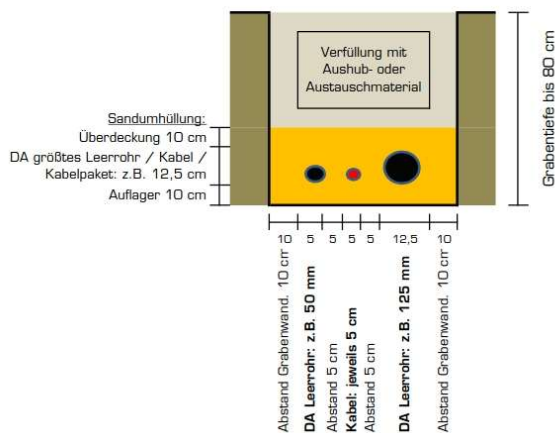 Verfüllung mit
Aushub- oder
Austauschmaterial
Grabentiefe bis 80 cm
Sandumhüllung:
Überdeckung 10 cm
DA größtes Leerrohr / Kabel /
Kabelpaket: z.B. 12,5 cm
Auflager 10 cm
10 5 5 5 5 12,5 10
Abstand Grabenwand. 10 cm
DA Leerrohr: z.B. 50 mm
Abstand 5 cm
Kabel: jeweils 5 cm
Abstand 5 cm
DA Leerrohr: z.B. 125 mm
Abstand Grabenwand. 10 cm